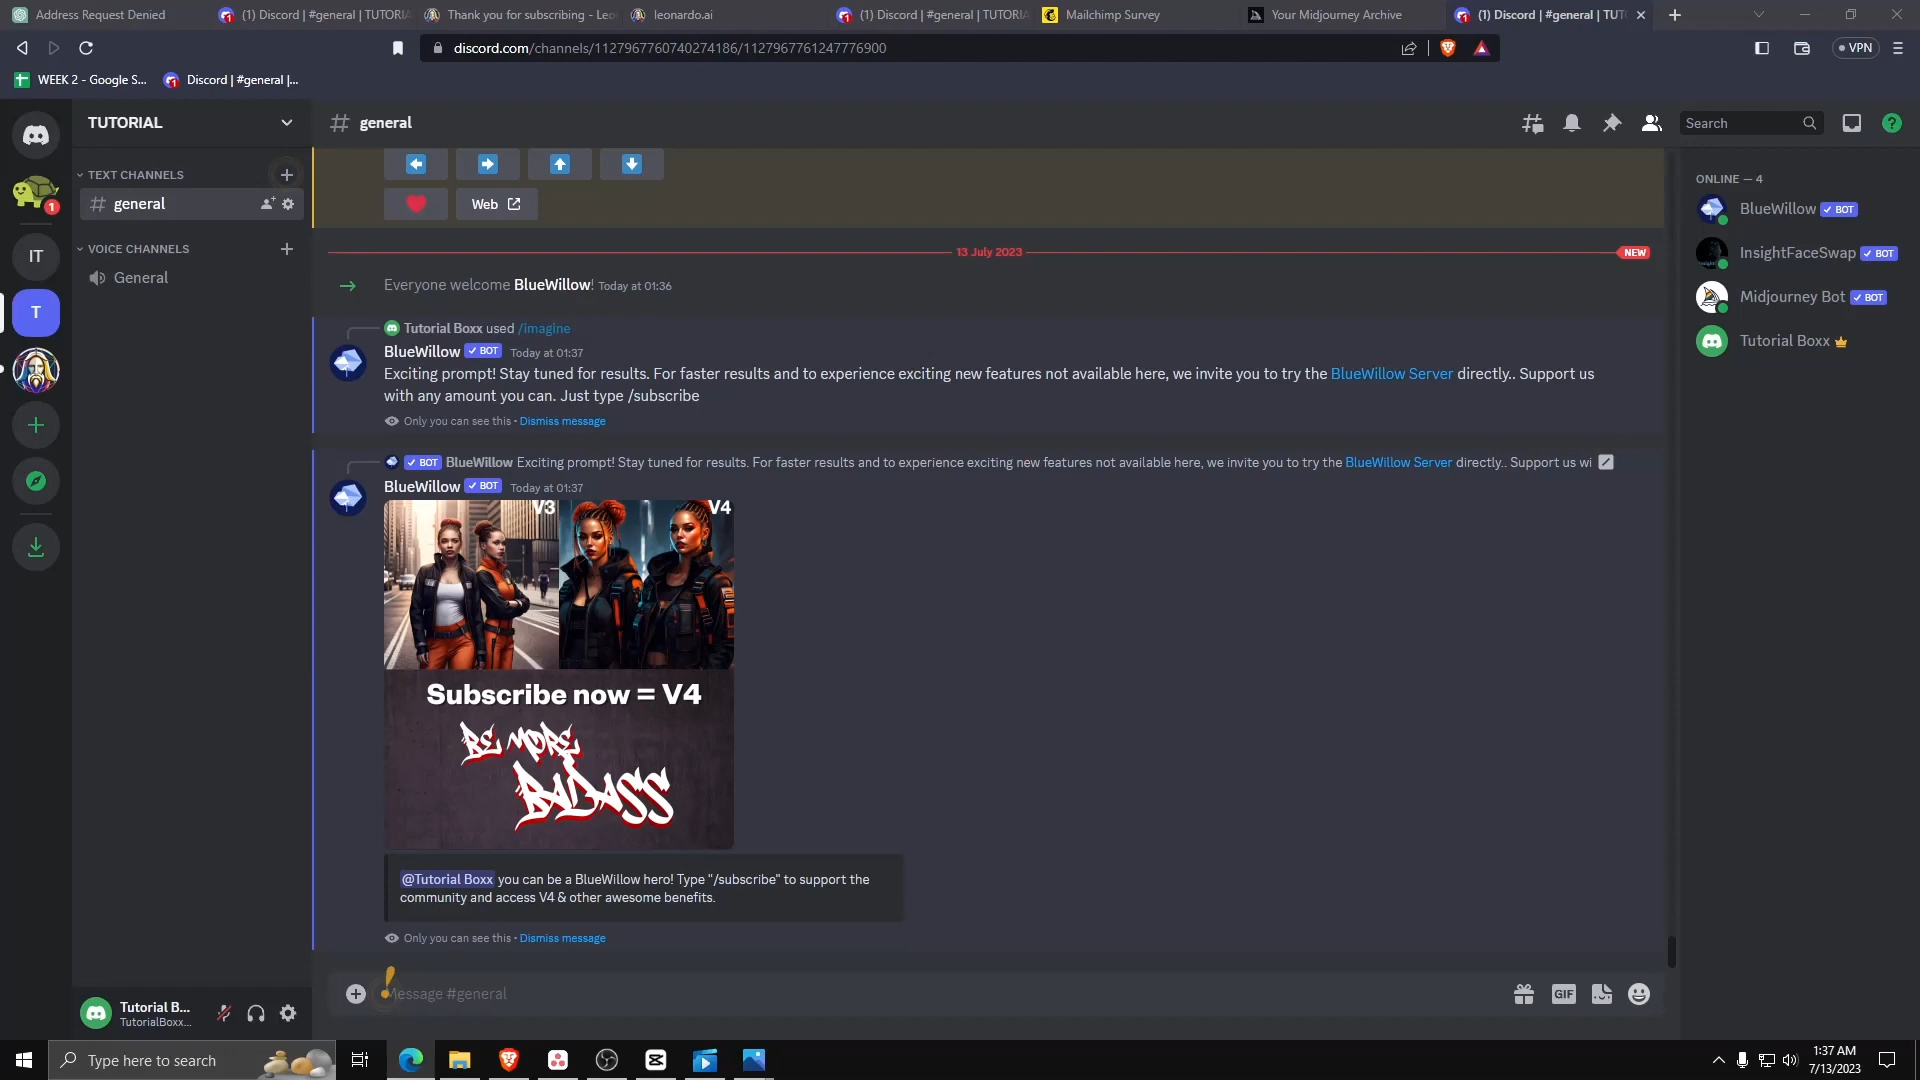 Address Request Denied
(1) Discord | #general | TUTORIA
Thank you for subscribing - Leo
leonardo.ai
(1) Discord | #general | TUTORIA
Mailchimp Survey
Your Midjourney Archive
(1) Discord | #general | TUT
discord.com/channels/1127967760740274186/1127967761247776900
VPN
WEEK 2 - Google S...
Discord | #general |...
TUTORIAL
general
Search
TEXT CHANNELS
general
VOICE CHANNELS
General
1
IT
T
Web
13 July 2023
NEW
Everyone welcome BlueWillow! Today at 01:36
Tutorial Boxx used /imagine
BlueWillow BOT Today at 01:37
Exciting prompt! Stay tuned for results. For faster results and to experience exciting new features not available here, we invite you to try the BlueWillow Server directly.. Support us
with any amount you can. Just type /subscribe
Only you can see this • Dismiss message
BOT BlueWillow Exciting prompt! Stay tuned for results. For faster results and to experience exciting new features not available here, we invite you to try the BlueWillow Server directly.. Support us wi
BlueWillow BOT Today at 01:37
V3
V4
Subscribe now = V4
BE MORE
BADASS
@Tutorial Boxx you can be a BlueWillow hero! Type "/subscribe" to support the
community and access V4 & other awesome benefits.
Only you can see this • Dismiss message
Message #general
GIF
ONLINE — 4
BlueWillow BOT
InsightFaceSwap BOT
Midjourney Bot BOT
Tutorial Boxx
Tutorial B...
TutorialBoxx...
Type here to search
1:37 AM
7/13/2023